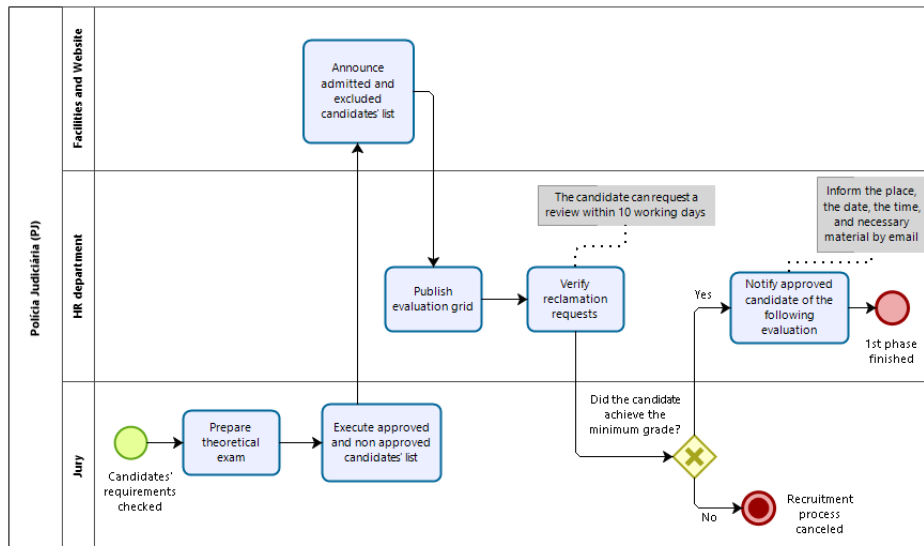 Polícia Judiciária (PJ)
Facilities and Website
Announce
admitted and
excluded
candidates' list
HR department
The candidate can request a
review within 10 working days
Inform the place,
the date, the time,
and necessary
material by email
Publish
evaluation grid
Verify
reclamation
requests
Yes
Notify approved
candidate of the
following
evaluation
1st phase
finished
Jury
Candidates'
requirements
checked
Prepare
theoretical
exam
Execute approved
and non approved
candidates' list
Did the candidate
achieve the
minimum grade?
No
Recruitment
process
canceled